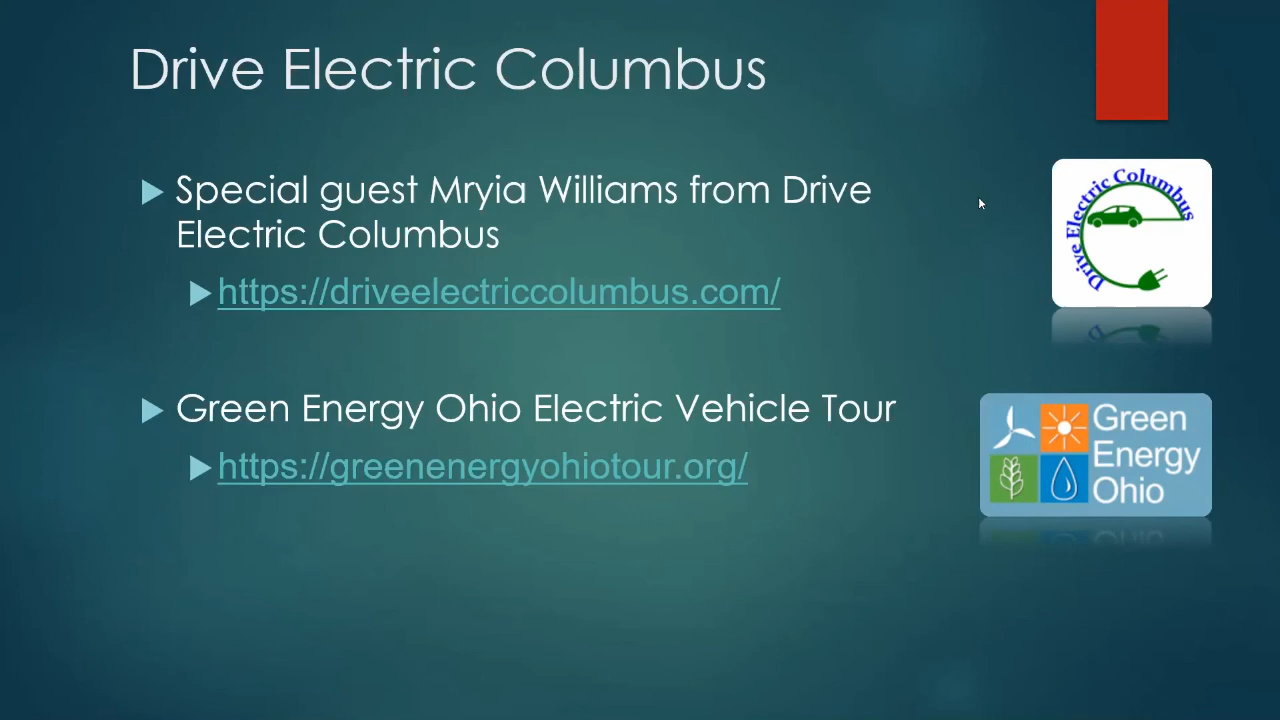 Drive Electric Columbus
Special guest Mryia Williams from Drive
Electric Columbus
https://driveelectriccolumbus.com/
Drive Electric Columbus
Green Energy Ohio Electric Vehicle Tour
https://greenenergyohiotour.org/
Green
Energy
Ohio